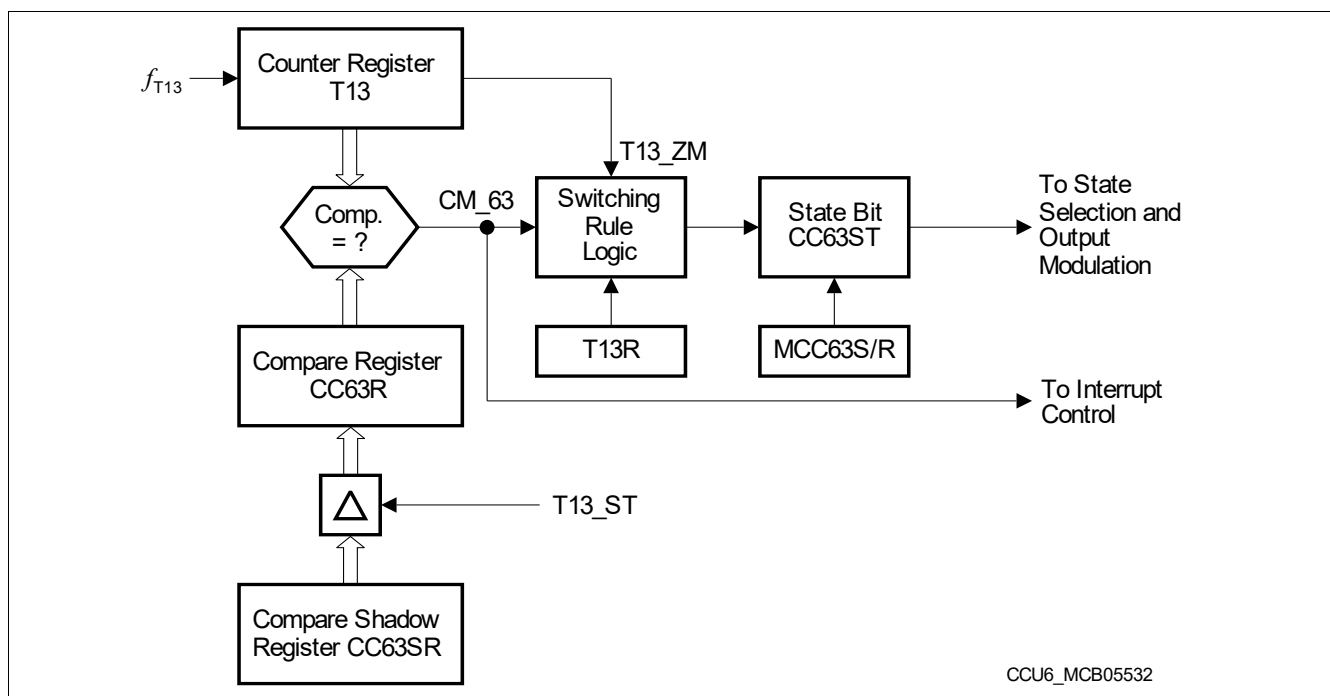 Counter Register
T13
fT13
T13_ZM
CM_63
Comp.
= ?
Switching
Rule
Logic
State Bit
CC63ST
To State
Selection and
Output
Modulation
T13R
MCC63S/R
Compare Register
CC63R
To Interrupt
Control
T13_ST
Compare Shadow
Register CC63SR
CCU6_MCB05532